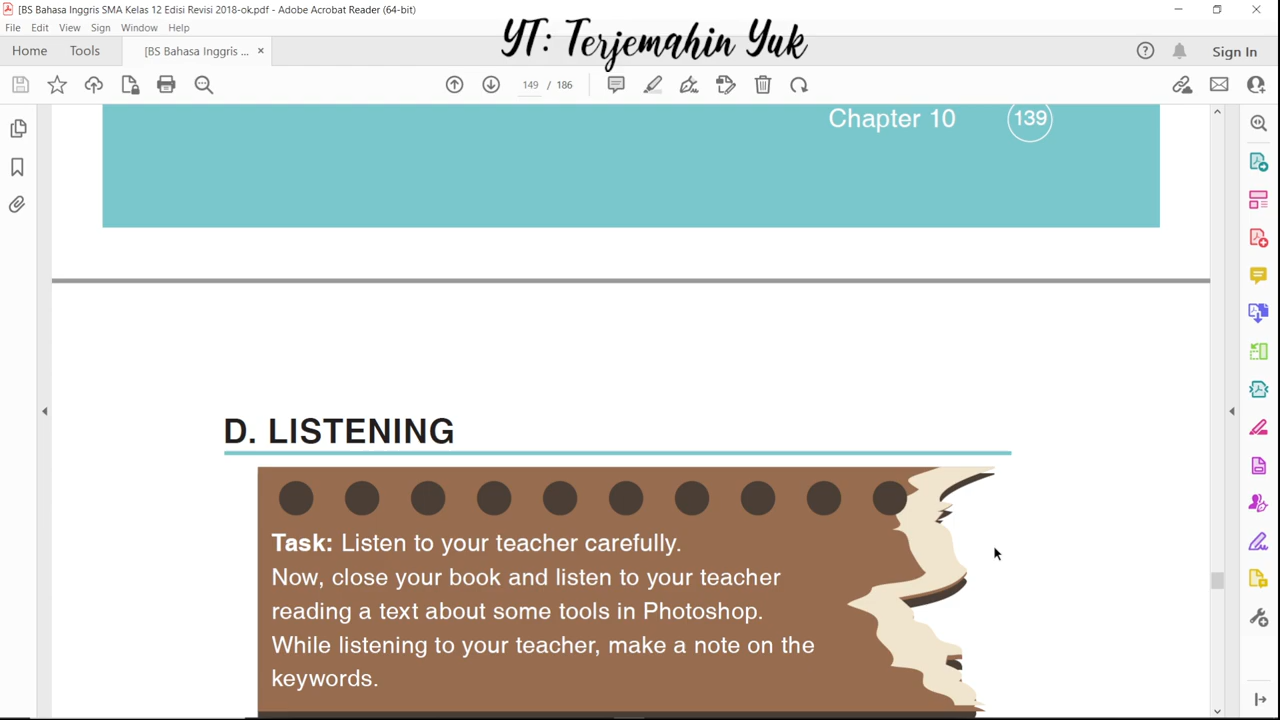 [BS Bahasa Inggris SMA Kelas 12 Edisi Revisi 2018-ok.pdf - Adobe Acrobat Reader (64-bit)
YT: Terjemahin Yuk
File Edit View Sign Window Help
Home Tools [BS Bahasa Inggris ... × Sign In
149 / 186
Chapter 10 139
D. LISTENING
Task: Listen to your teacher carefully.
Now, close your book and listen to your teacher
reading a text about some tools in Photoshop.
While listening to your teacher, make a note on the
keywords.